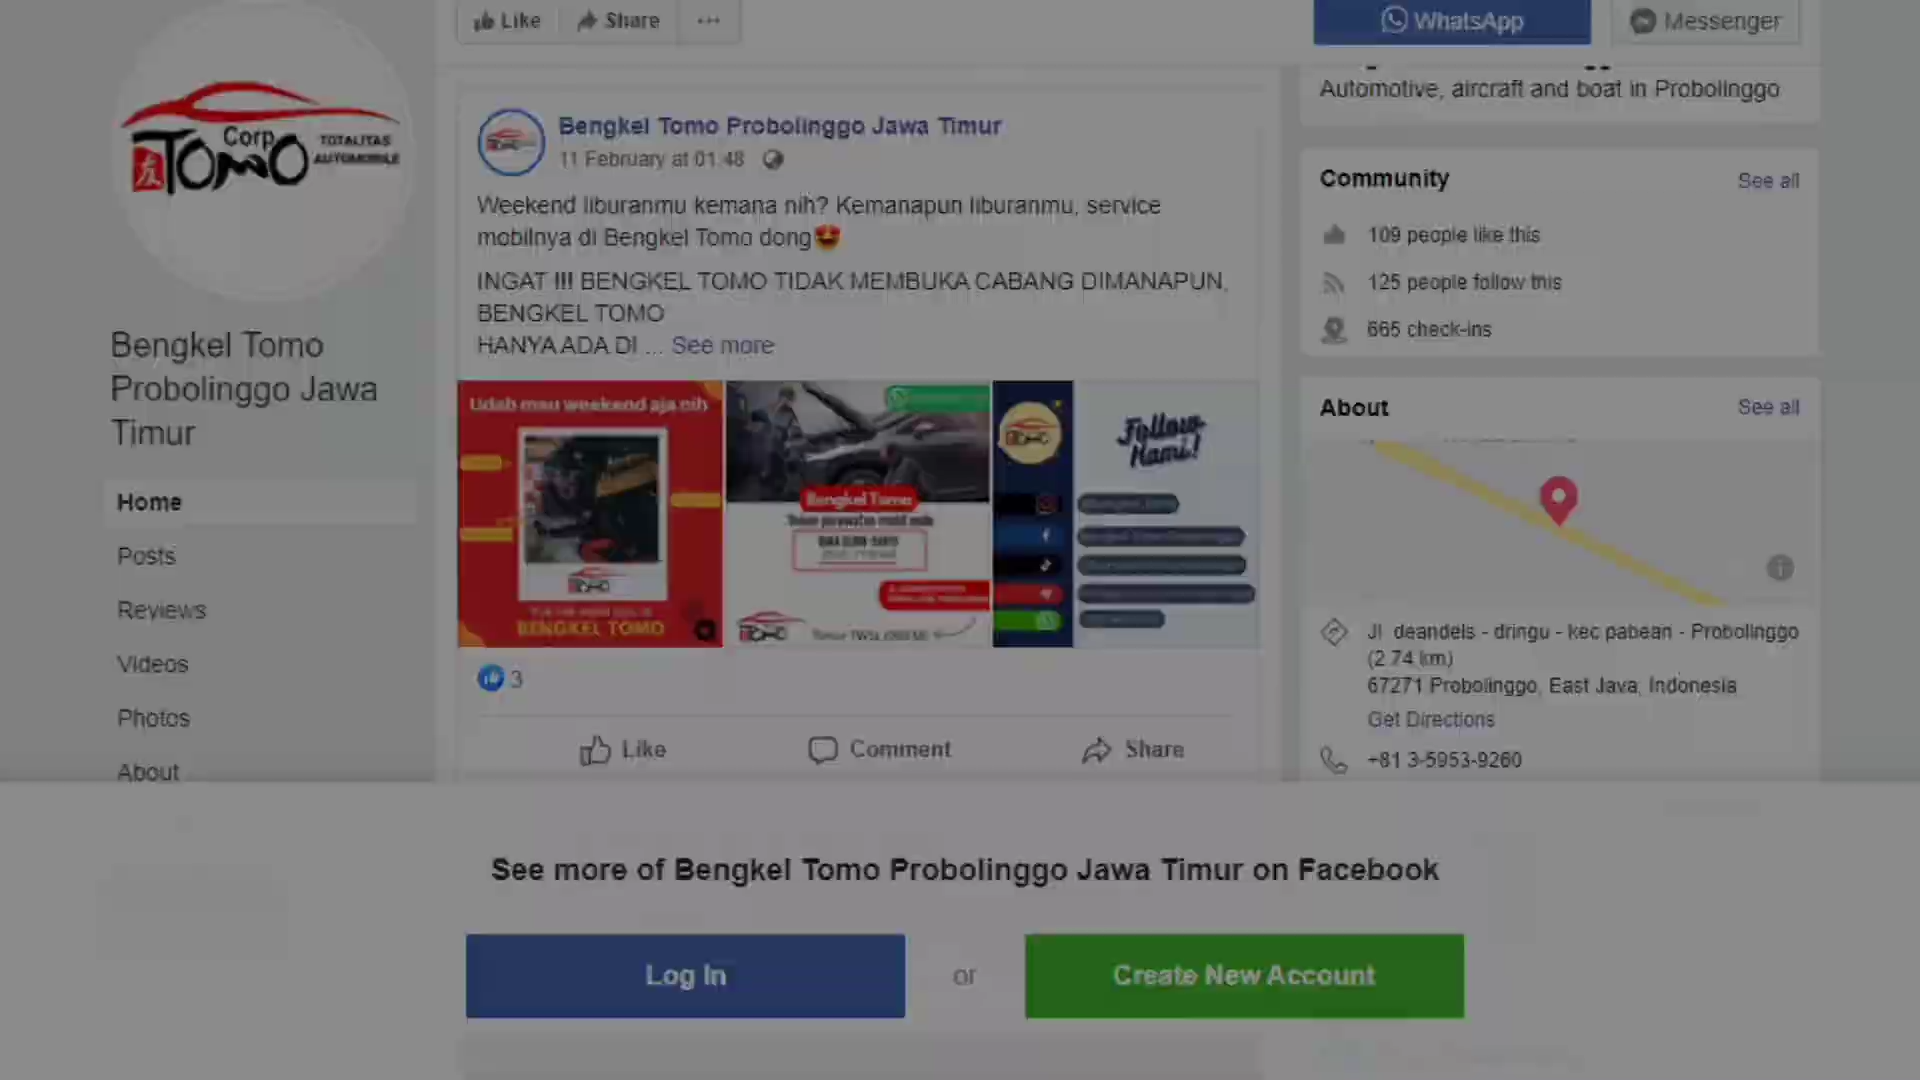 Like
Share
WhatsApp
Messenger
Corp
TOMO
TOTALITAS
AUTOMOBILE
友
Bengkel Tomo
Probolinggo Jawa
Timur
Home
Posts
Reviews
Videos
Photos
About
Bengkel Tomo Probolinggo Jawa Timur
11 February at 01:48
Weekend liburanmu kemana nih? Kemanapun liburanmu, service
mobilnya di Bengkel Tomo dong🤩
INGAT !!! BENGKEL TOMO TIDAK MEMBUKA CABANG DIMANAPUN,
BENGKEL TOMO
HANYA ADA DI ... See more
Udah mau weekend aja nih
BENGKEL TOMO
Bengkel Tomo
Follow
Kami!
3
Like
Comment
Share
Automotive, aircraft and boat in Probolinggo
Community
See all
109 people like this
125 people follow this
665 check-ins
About
See all
Jl. deandels - dringu - kec pabean - Probolinggo
(2.74 km)
67271 Probolinggo, East Java, Indonesia
Get Directions
+81 3-5953-9260
See more of Bengkel Tomo Probolinggo Jawa Timur on Facebook
Log In
or
Create New Account